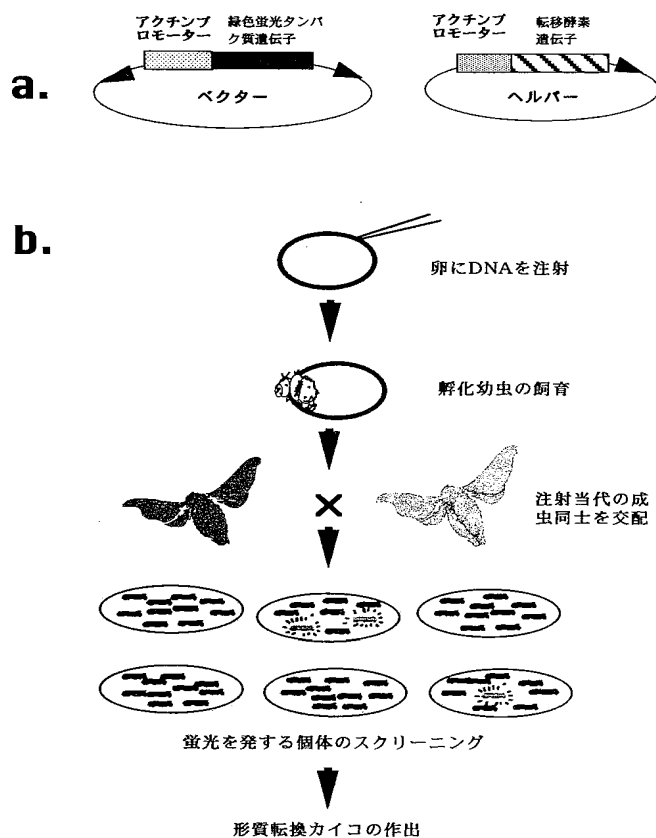 アクチンプ
ロモーター
緑色蛍光タンパ
ク質遺伝子
アクチンプ
ロモーター
転移酵素
遺伝子
a.
ベクター
ヘルパー
b.
卵にDNAを注射
孵化幼虫の飼育
注射当代の成
虫同士を交配
蛍光を発する個体のスクリーニング
形質転換カイコの作出